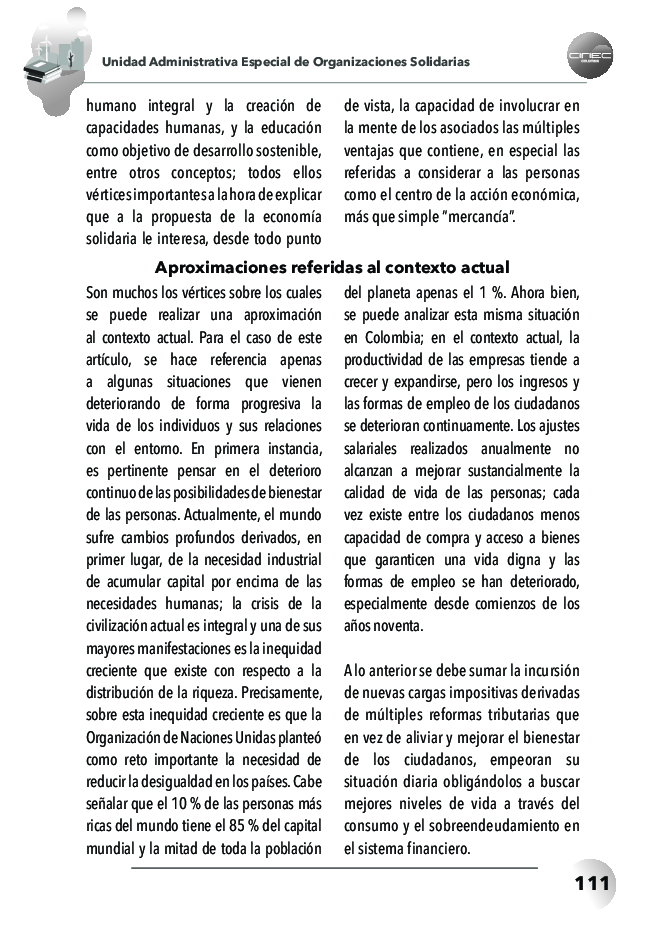 Unidad Administrativa Especial de Organizaciones Solidarias
CINEC
COLOMBIA
humano integral y la creación de
capacidades humanas, y la educación
como objetivo de desarrollo sostenible,
entre otros conceptos; todos ellos
vértices importantes a la hora de explicar
que a la propuesta de la economía
solidaria le interesa, desde todo punto
de vista, la capacidad de involucrar en
la mente de los asociados las múltiples
ventajas que contiene, en especial las
referidas a considerar a las personas
como el centro de la acción económica,
más que simple "mercancía".
Aproximaciones referidas al contexto actual
Son muchos los vértices sobre los cuales
se puede realizar una aproximación
al contexto actual. Para el caso de este
artículo, se hace referencia apenas
a algunas situaciones que vienen
deteriorando de forma progresiva la
vida de los individuos y sus relaciones
con el entorno. En primera instancia,
es pertinente pensar en el deterioro
continuo de las posibilidades de bienestar
de las personas. Actualmente, el mundo
sufre cambios profundos derivados, en
primer lugar, de la necesidad industrial
de acumular capital por encima de las
necesidades humanas; la crisis de la
civilización actual es integral y una de sus
mayores manifestaciones es la inequidad
creciente que existe con respecto a la
distribución de la riqueza. Precisamente,
sobre esta inequidad creciente es que la
Organización de Naciones Unidas planteó
como reto importante la necesidad de
reducir la desigualdad en los países. Cabe
señalar que el 10 % de las personas más
ricas del mundo tiene el 85 % del capital
mundial y la mitad de toda la población
del planeta apenas el 1 %. Ahora bien,
se puede analizar esta misma situación
en Colombia; en el contexto actual, la
productividad de las empresas tiende a
crecer y expandirse, pero los ingresos y
las formas de empleo de los ciudadanos
se deterioran continuamente. Los ajustes
salariales realizados anualmente no
alcanzan a mejorar sustancialmente la
calidad de vida de las personas; cada
vez existe entre los ciudadanos menos
capacidad de compra y acceso a bienes
que garanticen una vida digna y las
formas de empleo se han deteriorado,
especialmente desde comienzos de los
años noventa.
A lo anterior se debe sumar la incursión
de nuevas cargas impositivas derivadas
de múltiples reformas tributarias que
en vez de aliviar y mejorar el bienestar
de los ciudadanos, empeoran su
situación diaria obligándolos a buscar
mejores niveles de vida a través del
consumo y el sobreendeudamiento en
el sistema financiero.
111